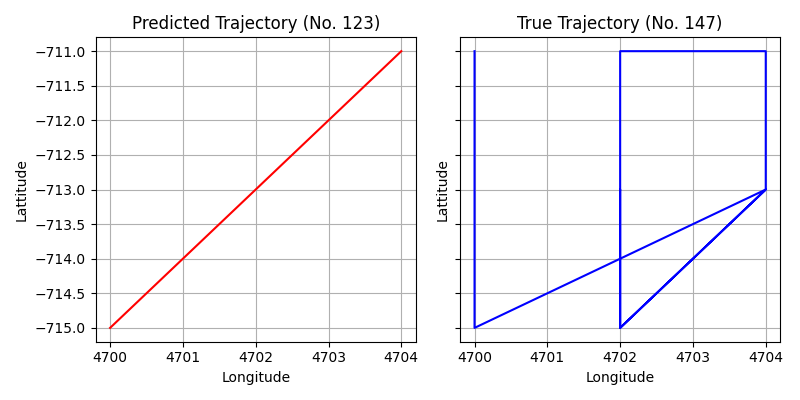 Predicted Trajectory (No. 123)
True Trajectory (No. 147)
Lattitude
−711.0
−711.5
−712.0
−712.5
−713.0
−713.5
−714.0
−714.5
−715.0
4700 4701 4702 4703 4704
Longitude
Lattitude
4700 4701 4702 4703 4704
Longitude